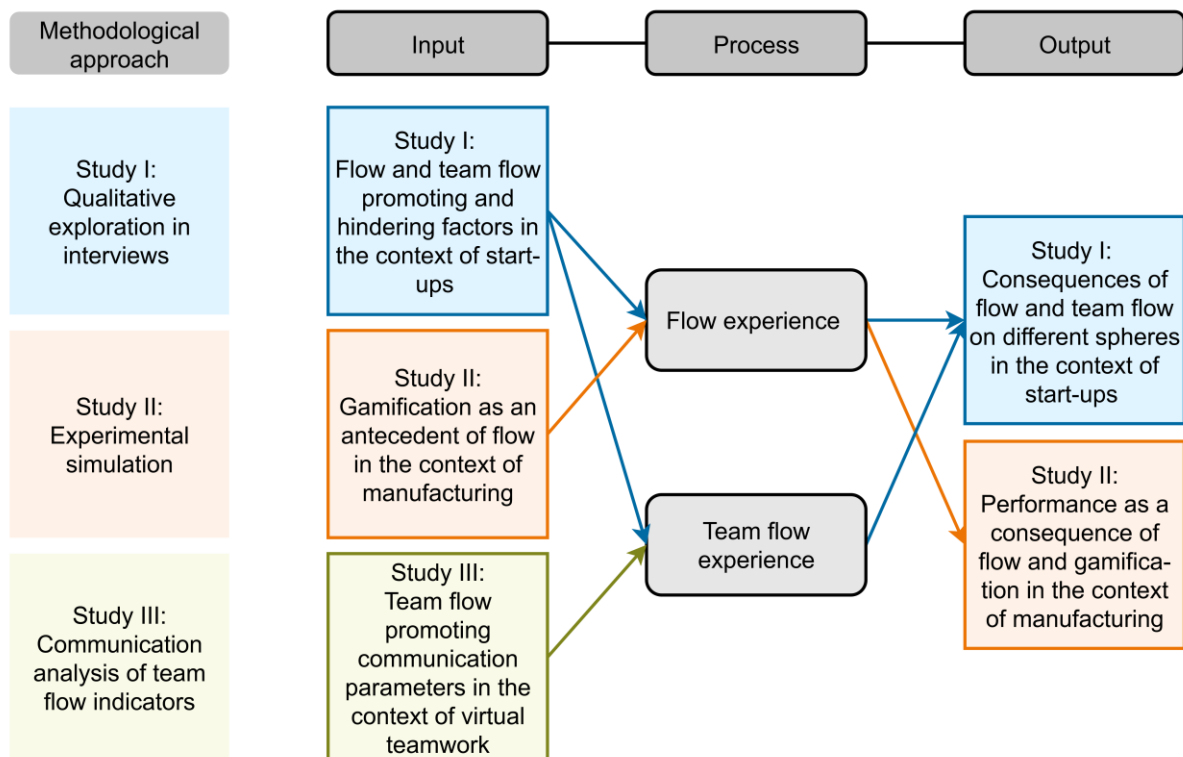 Methodological
approach
Input
Process
Output
Study I:
Qualitative
exploration in
interviews
Study I:
Flow and team flow
promoting and
hindering factors in
the context of start-
ups
Flow experience
Study I:
Consequences of
flow and team flow
on different spheres
in the context of
start-ups
Study II:
Experimental
simulation
Study II:
Gamification as an
antecedent of flow
in the context of
manufacturing
Team flow
experience
Study II:
Performance as a
consequence of
flow and gamifica-
tion in the context
of manufacturing
Study III:
Communication
analysis of team
flow indicators
Study III:
Team flow
promoting
communication
parameters in the
context of virtual
teamwork